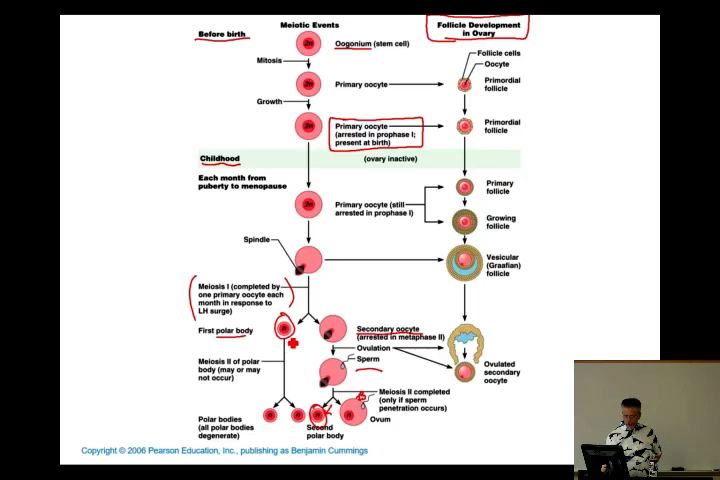 Before birth
Meiotic Events
Follicle Development
in Ovary
Oogonium (stem cell)
Follicle cells
Oocyte
Mitosis
Primary oocyte
Primordial
follicle
Growth
Primary oocyte
(arrested in prophase I;
present at birth)
Primordial
follicle
Childhood
(ovary inactive)
Each month from
puberty to menopause
Primary oocyte (still
arrested in prophase I)
Primary
follicle
Growing
follicle
Spindle
Vesicular
(Graafian)
follicle
Meiosis I (completed by
one primary oocyte each
month in response to
LH surge)
First polar body
Secondary oocyte
(arrested in metaphase II)
Ovulation
Sperm
Meiosis II of polar
body (may or may
not occur)
Ovulated
secondary
oocyte
Meiosis II completed
(only if sperm
penetration occurs)
Polar bodies
(all polar bodies
degenerate)
Second
polar body
Ovum
Copyright © 2006 Pearson Education, Inc., publishing as Benjamin Cummings